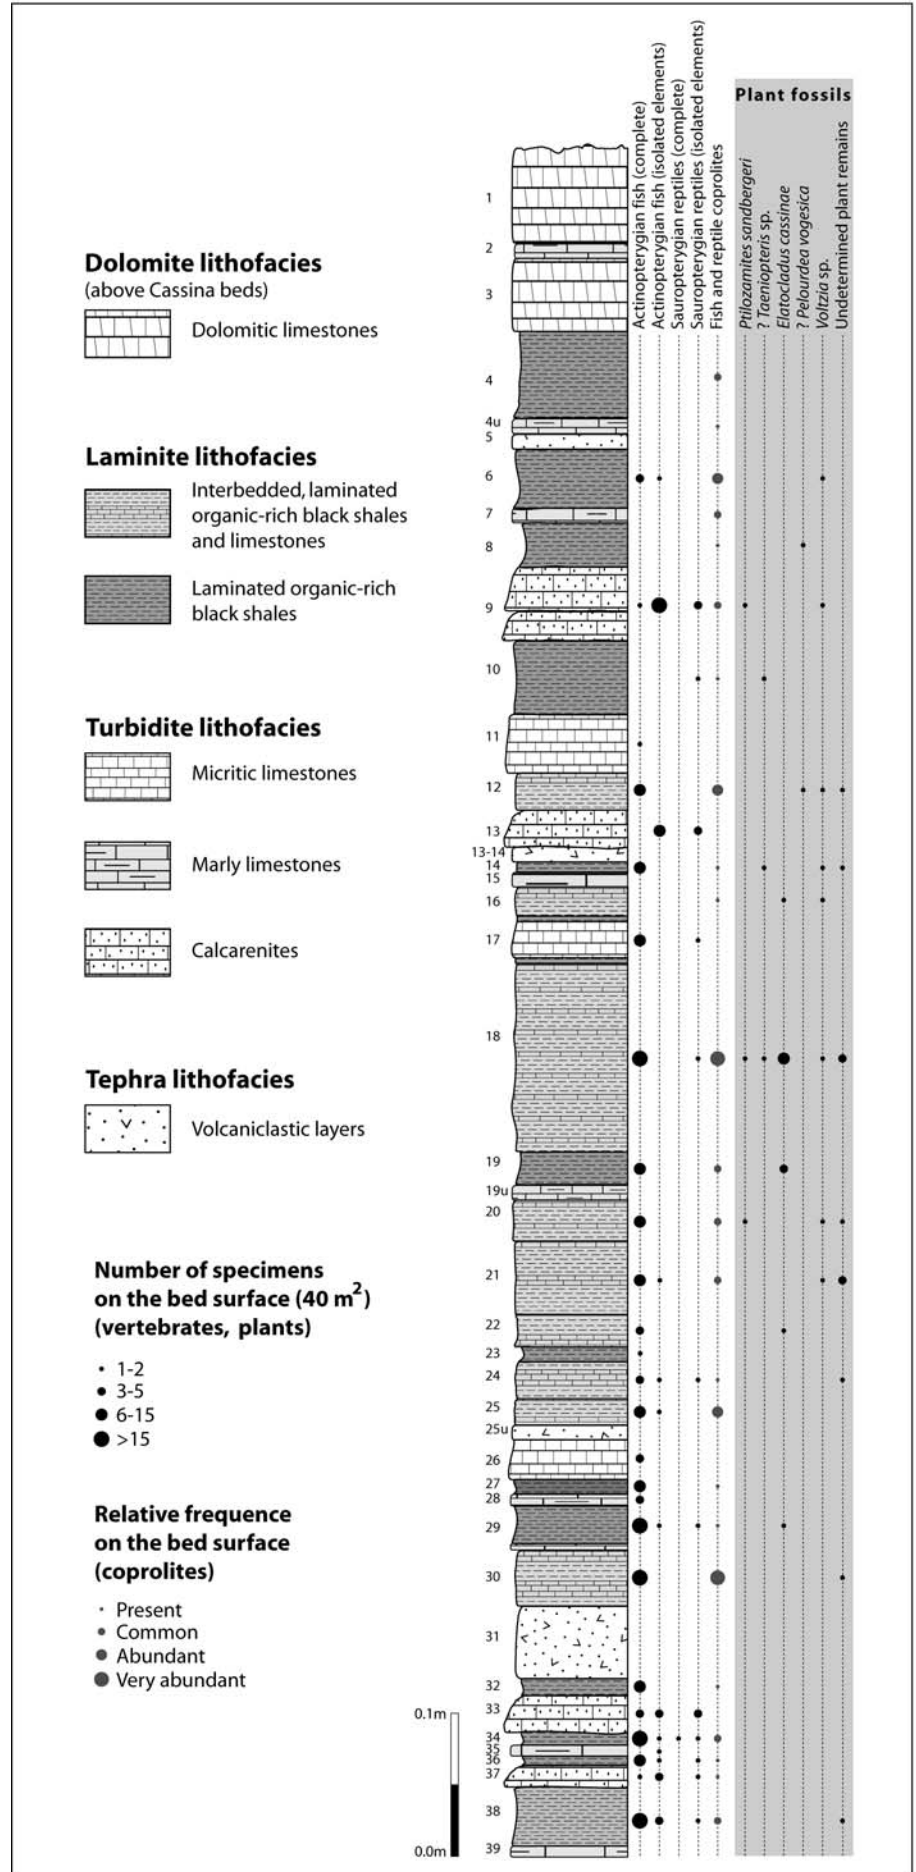 Plant fossils
Actinopterygian fish (complete)
Actinopterygian fish (isolated elements)
Sauropterygian reptiles (complete)
Sauropterygian reptiles (isolated elements)
Fish and reptile coprolites
Ptilozamites sandbergeri
? Taeniopteris sp.
Elatocladus cassinae
? Pelourdea vogesica
Voltzia sp.
Undetermined plant remains
Dolomite lithofacies
(above Cassina beds)
Dolomitic limestones
Laminite lithofacies
Interbedded, laminated
organic-rich black shales
and limestones
Laminated organic-rich
black shales
Turbidite lithofacies
Micritic limestones
Marly limestones
Calcarenites
Tephra lithofacies
Volcaniclastic layers
Number of specimens
on the bed surface (40 m2)
(vertebrates, plants)
1-2
3-5
6-15
>15
Relative frequence
on the bed surface
(coprolites)
Present
Common
Abundant
Very abundant
0.1m
0.0m
1
2
3
4
4u
5
6
7
8
9
10
11
12
13
13-14
14
15
16
17
18
19
19u
20
21
22
23
24
25
25u
26
27
28
29
30
31
32
33
34
35
36
37
38
39